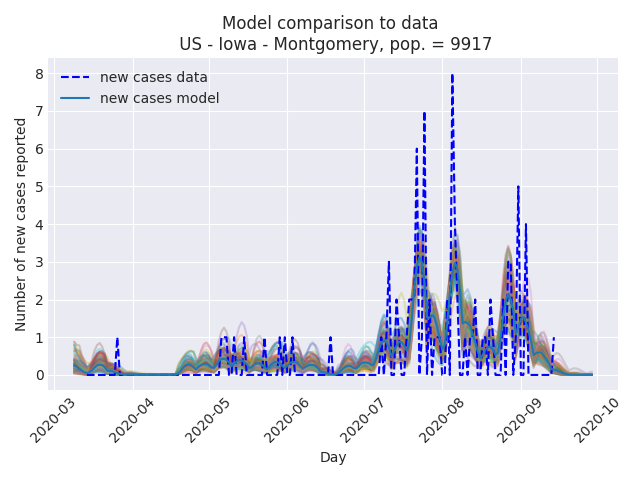 Model comparison to data
US - Iowa - Montgomery, pop. = 9917
new cases data
new cases model
Number of new cases reported
8
7
6
5
4
3
2
1
0
2020-03
2020-04
2020-05
2020-06
2020-07
2020-08
2020-09
2020-10
Day